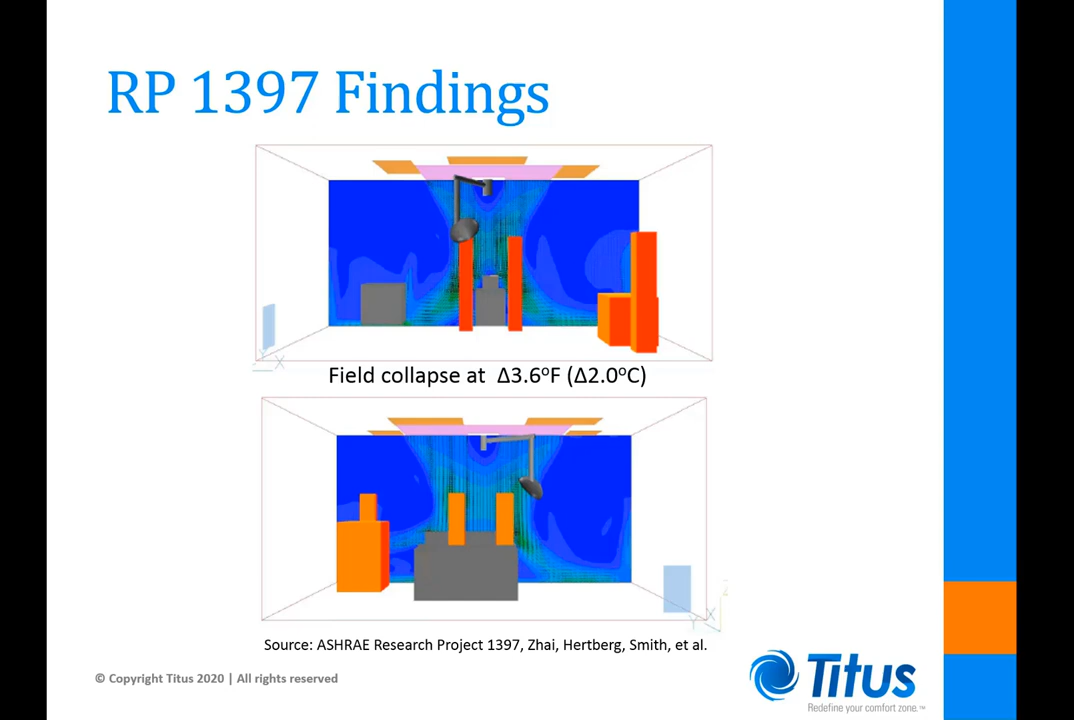 RP 1397 Findings
Y X
Z
Field collapse at Δ3.6ºF (Δ2.0ºC)
Z
Y X
Source: ASHRAE Research Project 1397, Zhai, Hertberg, Smith, et al.
© Copyright Titus 2020 | All rights reserved
Titus
Redefine your comfort zone.™